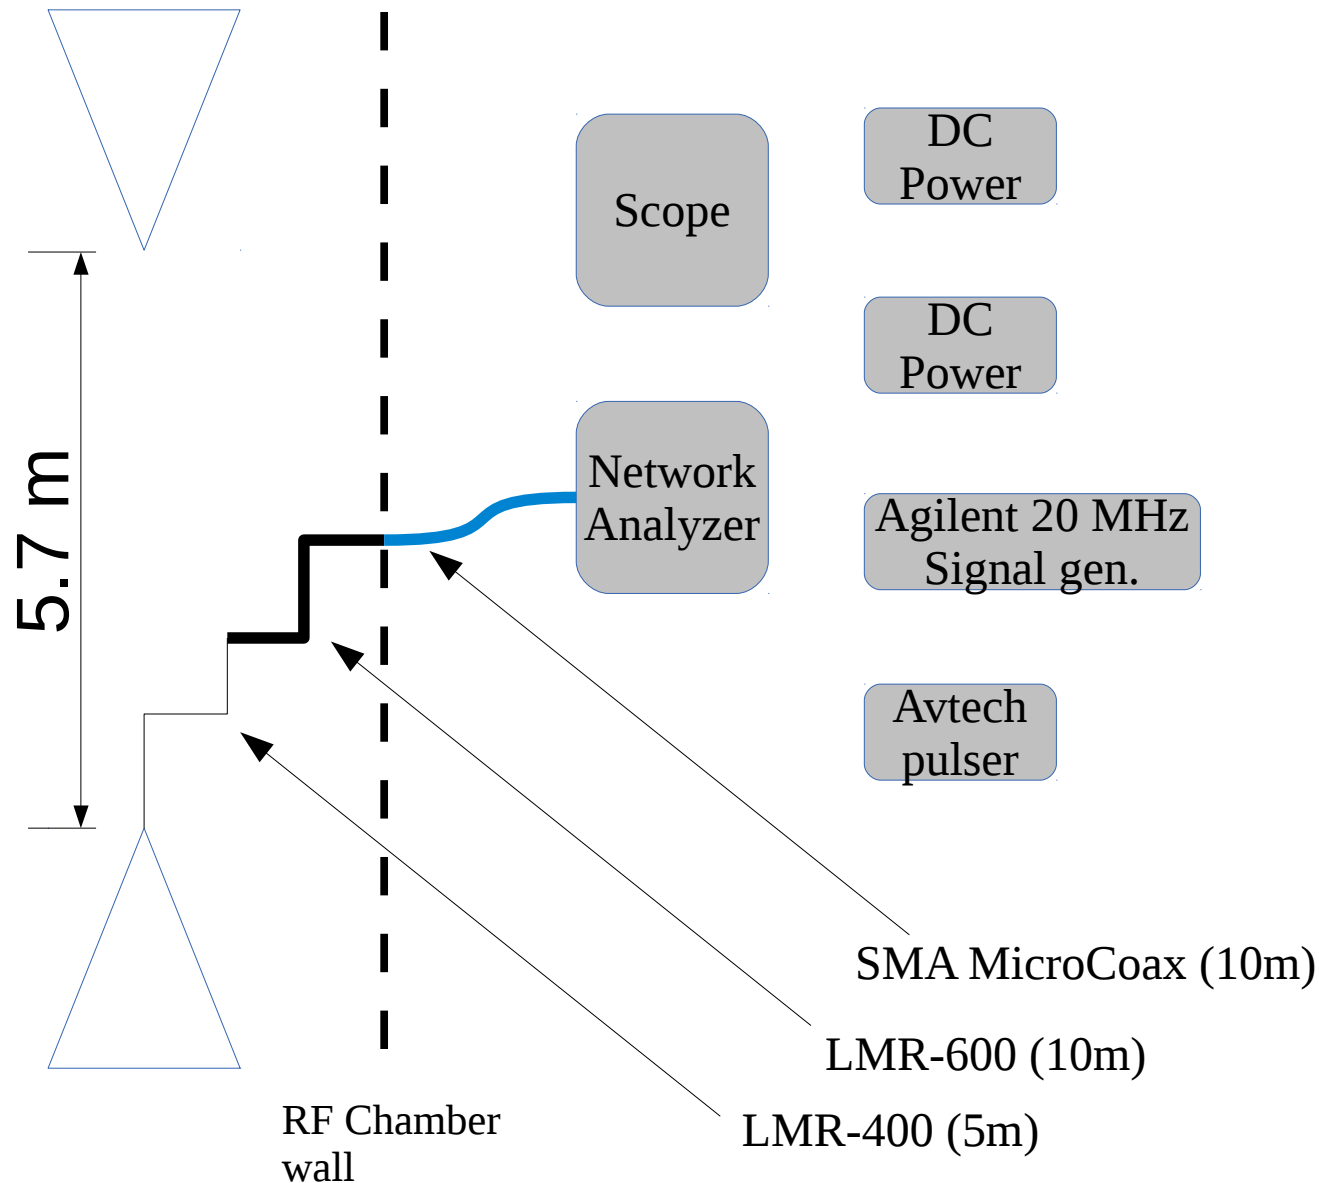 DC
Power
Scope
DC
Power
5.7 m
Network
Analyzer
Agilent 20 MHz
Signal gen.
Avtech
pulser
SMA MicroCoax (10m)
LMR-600 (10m)
LMR-400 (5m)
RF Chamber
wall